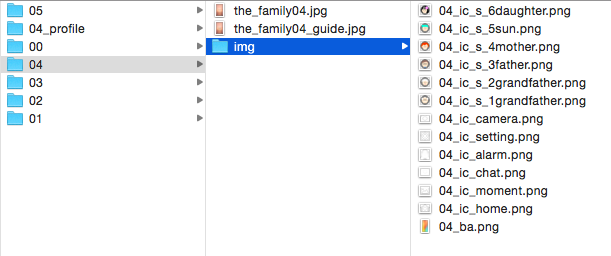 05
04_profile
00
04
03
02
01
the_family04.jpg
the_family04_guide.jpg
img
04_ic_s_6daughter.png
04_ic_s_5sun.png
04_ic_s_4mother.png
04_ic_s_3father.png
04_ic_s_2grandfather.png
04_ic_s_1grandfather.png
04_ic_camera.png
04_ic_setting.png
04_ic_alarm.png
04_ic_chat.png
04_ic_moment.png
04_ic_home.png
04_ba.png